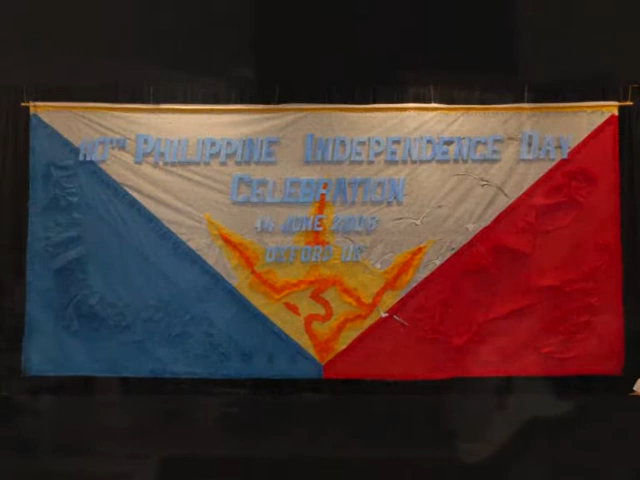 110TH PHILIPPINE INDEPENDENCE DAY
CELEBRATION
14 JUNE 2008
OXFORD UK